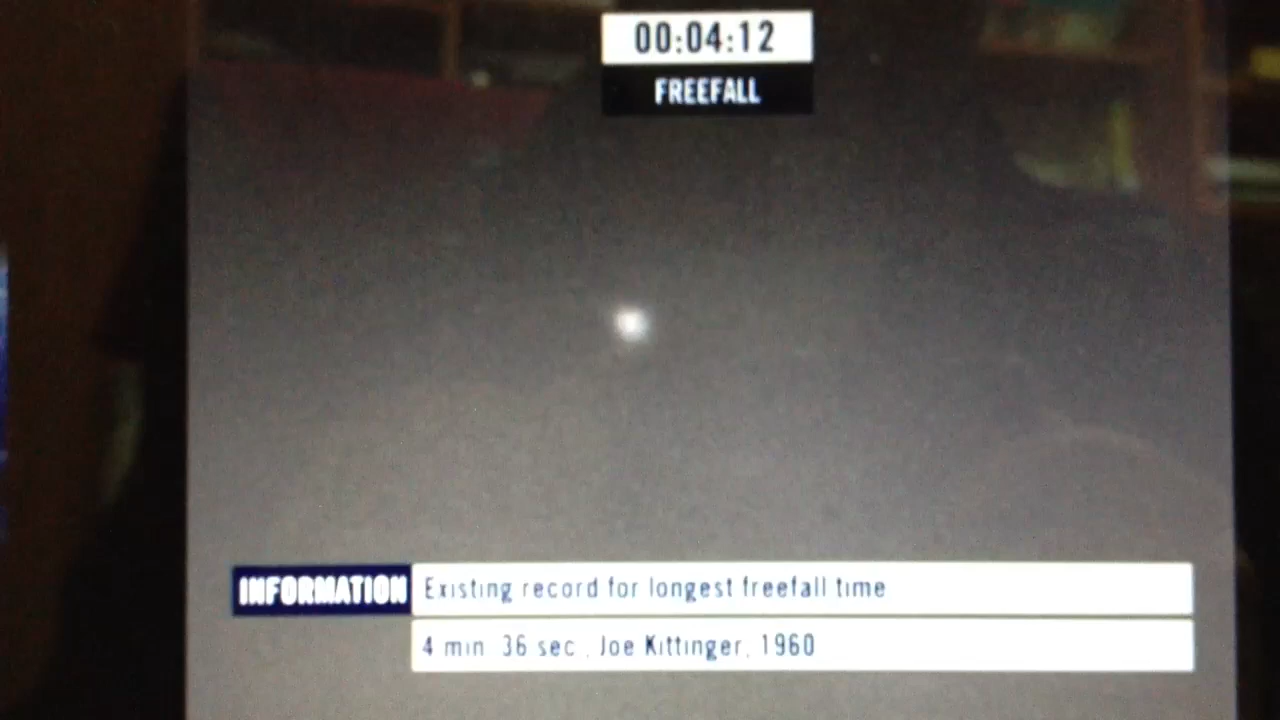 00:04:12
FREEFALL
INFORMATION Existing record for longest freefall time
4 min. 36 sec., Joe Kittinger, 1960